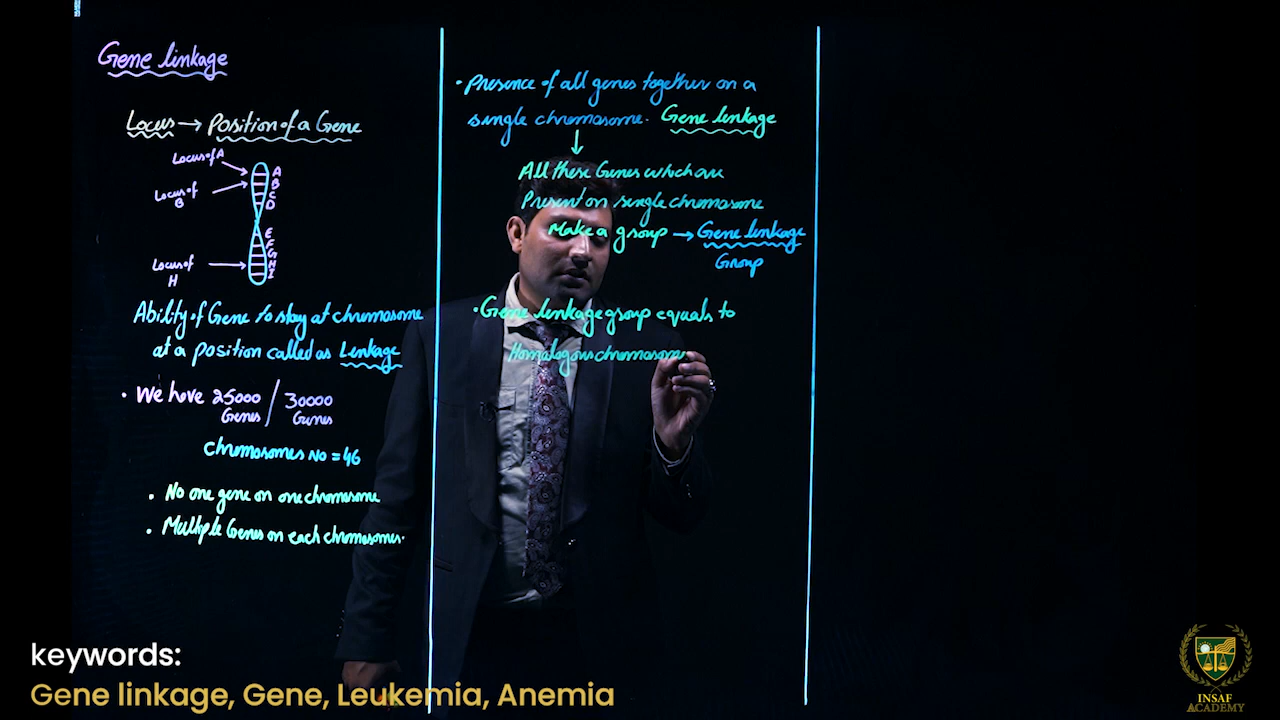 Gene linkage
Locus → Position of a Gene
Locus of A
Locus of
B
A
B
C
D
E
F
G
H
I
Locus of
H
Ability of Gene to stay at chromosome
at a position called as Linkage
• We have 25000 / 30000
Genes Genes
Chromosomes No = 46
• No one gene on one chromosome
• Multiple Genes on each chromosomes.
• Presence of all genes together on a
single chromosome. Gene linkage
↓
All these Genes which are
Present on single chromosome
Make a group → Gene linkage
Group
• Gene linkage group equals to
Homalogous chromosome
keywords:
Gene linkage, Gene, Leukemia, Anemia
INSAF
ACADEMY